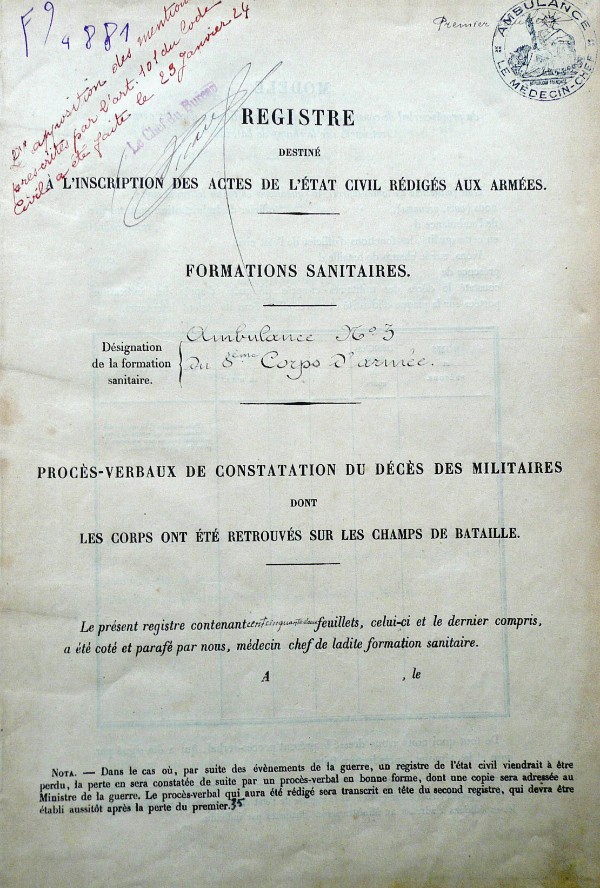 F9
4881
L'apposition des mentions
prescrites par l'art. 101 du Code
Civil a été faite le 23 Janvier 24
Le Chef du Bureau
Premier
AMBULANCE
LE MÉDECIN-CHEF
REGISTRE
DESTINÉ
À L'INSCRIPTION DES ACTES DE L'ÉTAT CIVIL RÉDIGÉS AUX ARMÉES.
FORMATIONS SANITAIRES.
Désignation
de la formation
sanitaire.
Ambulance No 3
du 8ème Corps d'armée.
PROCÈS-VERBAUX DE CONSTATATION DU DÉCÈS DES MILITAIRES
DONT
LES CORPS ONT ÉTÉ RETROUVÉS SUR LES CHAMPS DE BATAILLE.
Le présent registre contenant cent cinquante feuillets, celui-ci et le dernier compris,
a été coté et parafé par nous, médecin chef de ladite formation sanitaire.
A , le
NOTA. — Dans le cas où, par suite des évènements de la guerre, un registre de l'état civil viendrait à être
perdu, la perte en sera constatée de suite par un procès-verbal en bonne forme, dont une copie sera adressée au
Ministre de la guerre. Le procès-verbal qui aura été rédigé sera transcrit en tête du second registre, qui devra être
établi aussitôt après la perte du premier. 35